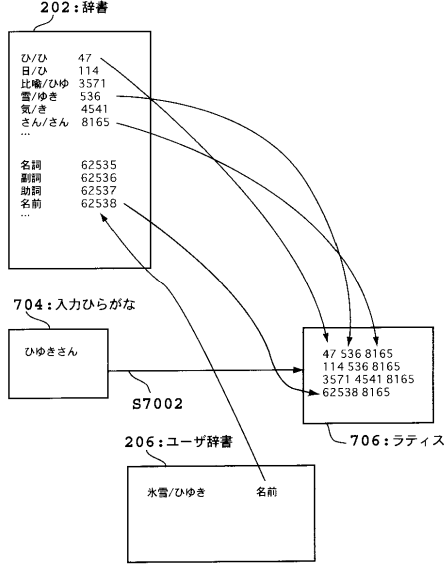 202:辞書
ひ/ひ 47
日/ひ 114
比喩/ひゆ 3571
雪/ゆき 536
気/き 4541
さん/さん 8165
…
名詞 62535
副詞 62536
助詞 62537
名前 62538
…
704:入力ひらがな
ひゆきさん
S7002
47 536 8165
114 536 8165
3571 4541 8165
62538 8165
706:ラティス
206:ユーザ辞書
氷雪/ひゆき 名前